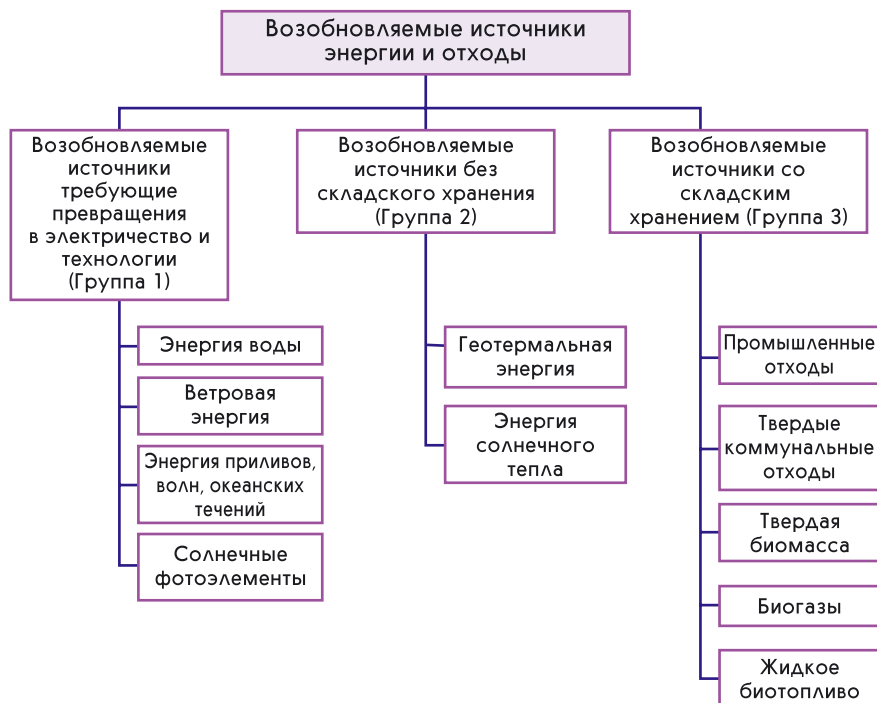 Возобновляемые источники
энергии и отходы
Возобновляемые
источники
требующие
превращения
в электричество и
технологии
(Группа 1)
Энергия воды
Ветровая
энергия
Энергия приливов,
волн, океанских
течений
Солнечные
фотоэлементы
Возобновляемые
источники без
складского хранения
(Группа 2)
Геотермальная
энергия
Энергия
солнечного
тепла
Возобновляемые
источники со
складским
хранением (Группа 3)
Промышленные
отходы
Твердые
коммунальные
отходы
Твердая
биомасса
Биогазы
Жидкое
биотопливо